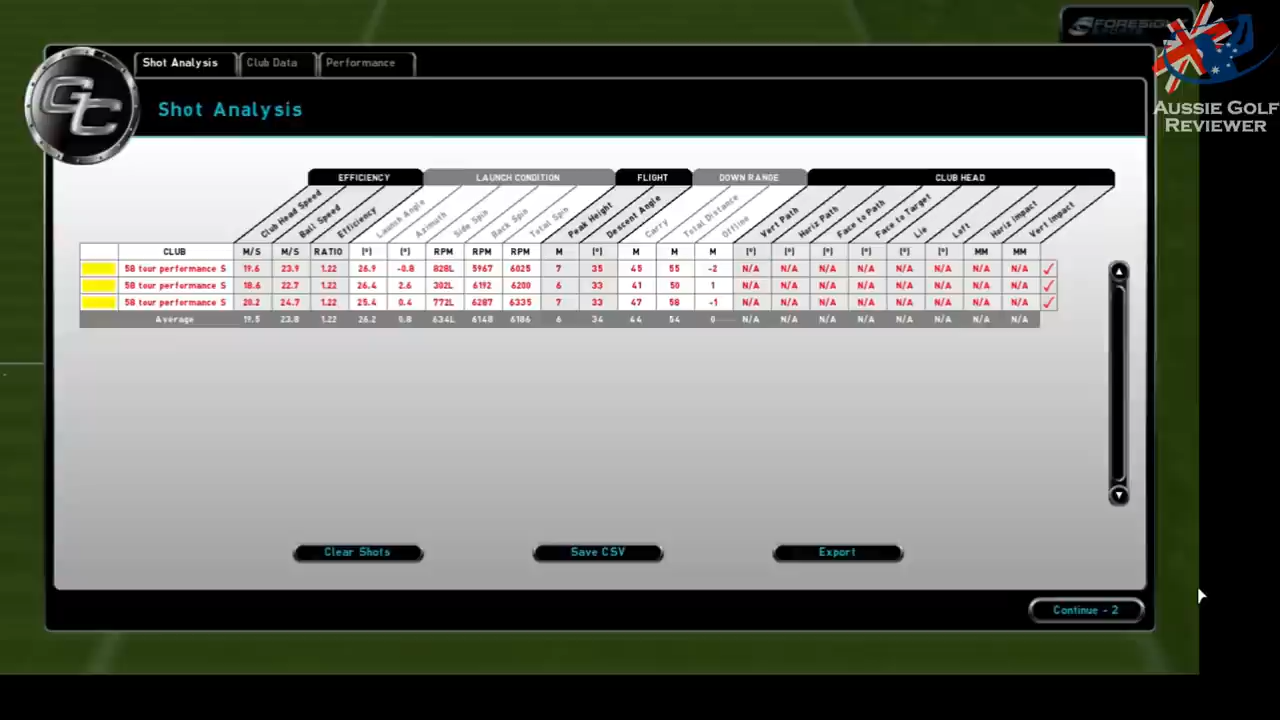 FORESIGHT
SPORTS
AUSSIE GOLF
REVIEWER
Shot Analysis Club Data Performance
GC
Shot Analysis
EFFICIENCY LAUNCH CONDITION FLIGHT DOWN RANGE CLUB HEAD
Club Head Speed Ball Speed Efficiency Launch Angle Azimuth Side Spin Back Spin Total Spin Peak Height Descent Angle Carry Total Distance Offline Vert Path Horiz Path Face to Path Face to Target Lie Loft Horiz Impact Vert Impact
CLUB M/S M/S RATIO (°) (°) RPM RPM RPM M (°) M M M (°) (°) (°) (°) (°) (°) MM MM
58 tour performance S 19.6 23.9 1.22 26.9 -0.8 828L 5967 6025 7 35 45 55 -2 N/A N/A N/A N/A N/A N/A N/A N/A
58 tour performance S 18.6 22.7 1.22 26.4 2.6 302L 6192 6200 6 33 41 50 1 N/A N/A N/A N/A N/A N/A N/A N/A
58 tour performance S 20.2 24.7 1.22 25.4 0.4 772L 6287 6335 7 33 47 58 -1 N/A N/A N/A N/A N/A N/A N/A N/A
Average 19.5 23.8 1.22 26.2 0.8 634L 6148 6186 6 34 44 54 0 N/A N/A N/A N/A N/A N/A N/A N/A
Clear Shots Save CSV Export
Continue - 2